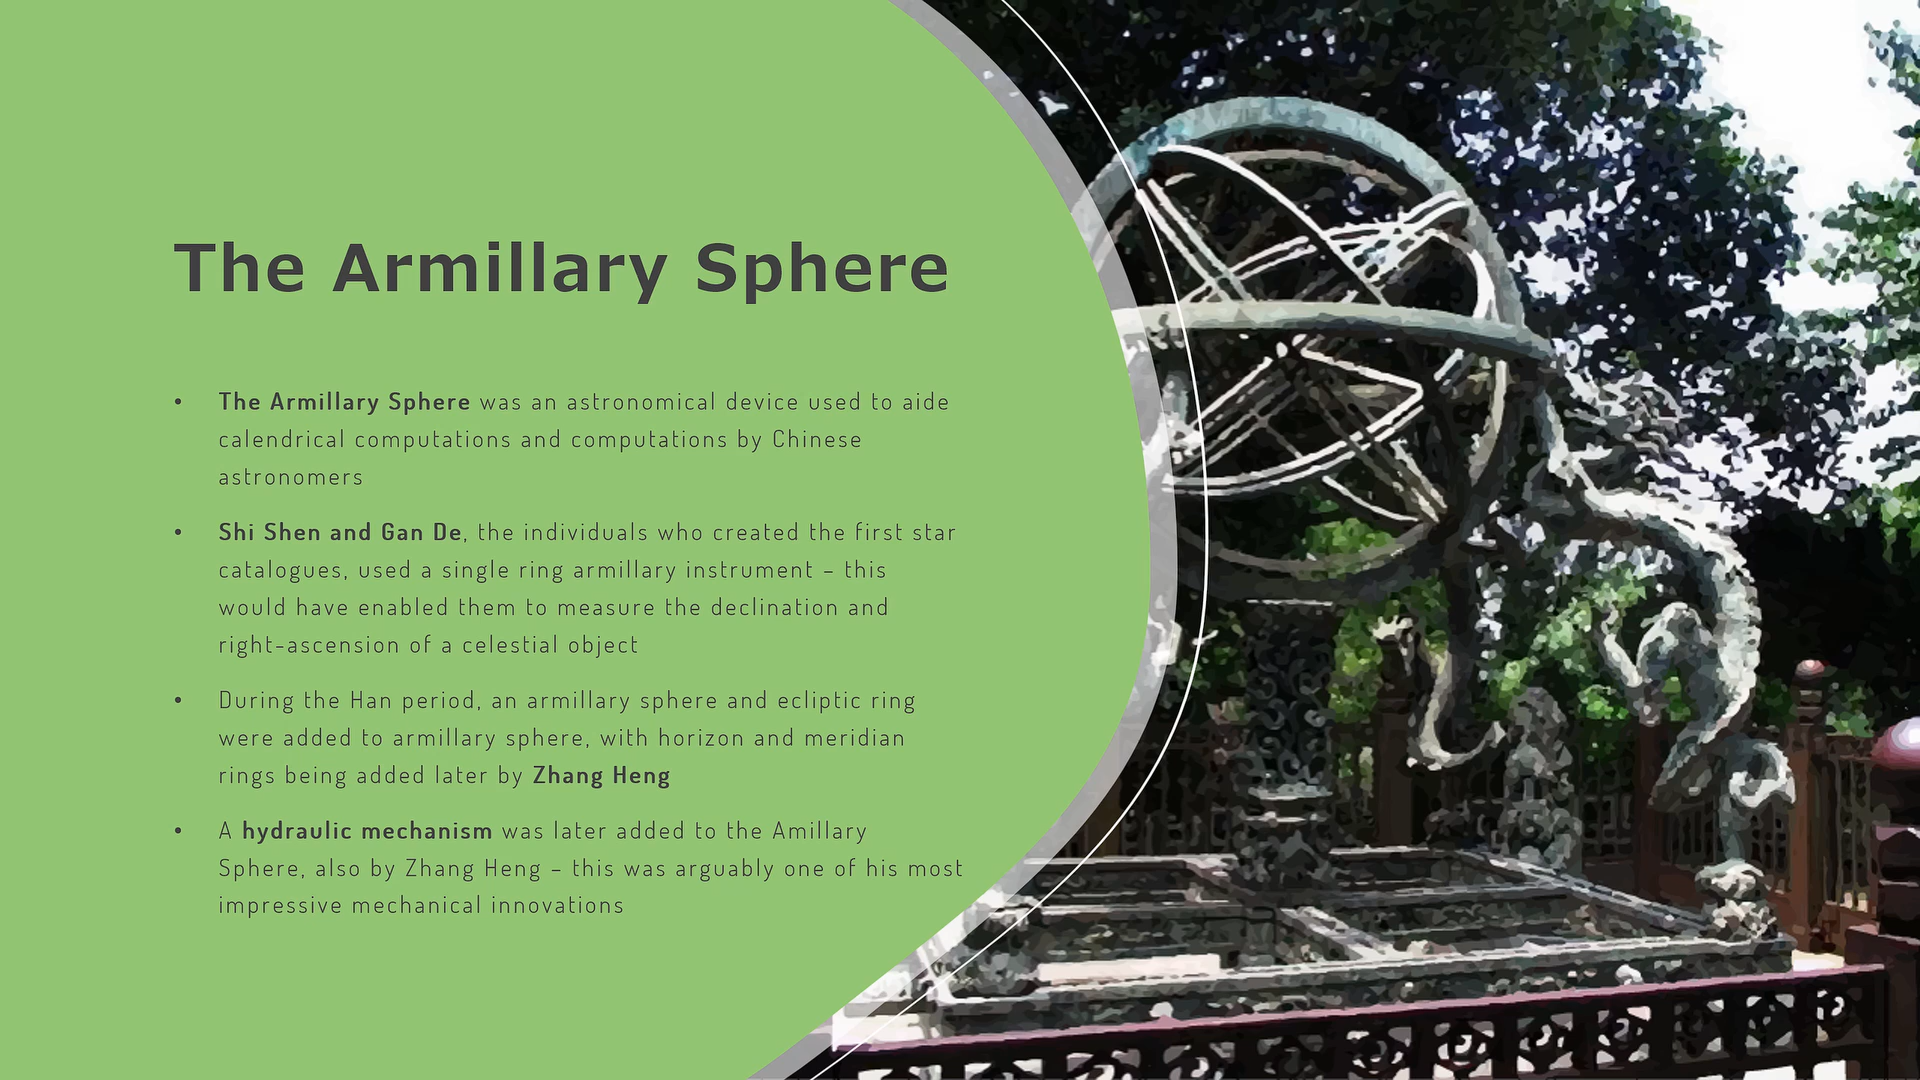 The Armillary Sphere
• The Armillary Sphere was an astronomical device used to aide
calendrical computations and computations by Chinese
astronomers
• Shi Shen and Gan De, the individuals who created the first star
catalogues, used a single ring armillary instrument – this
would have enabled them to measure the declination and
right-ascension of a celestial object
• During the Han period, an armillary sphere and ecliptic ring
were added to armillary sphere, with horizon and meridian
rings being added later by Zhang Heng
• A hydraulic mechanism was later added to the Amillary
Sphere, also by Zhang Heng – this was arguably one of his most
impressive mechanical innovations